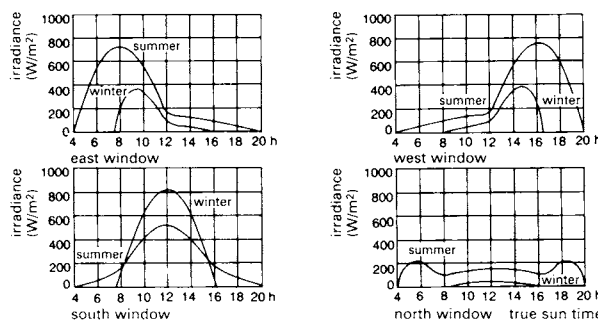 irradiance
(W/m²)
1000
800
600
400
200
0
summer
winter
4 6 8 10 12 14 16 18 20 h
east window
irradiance
(W/m²)
1000
800
600
400
200
0
summer
winter
4 6 8 10 12 14 16 18 20 h
west window
irradiance
(W/m²)
1000
800
600
400
200
0
winter
summer
4 6 8 10 12 14 16 18 20 h
south window
irradiance
(W/m²)
1000
800
600
400
200
0
summer
winter
4 6 8 10 12 14 16 18 20 h
north window true sun time